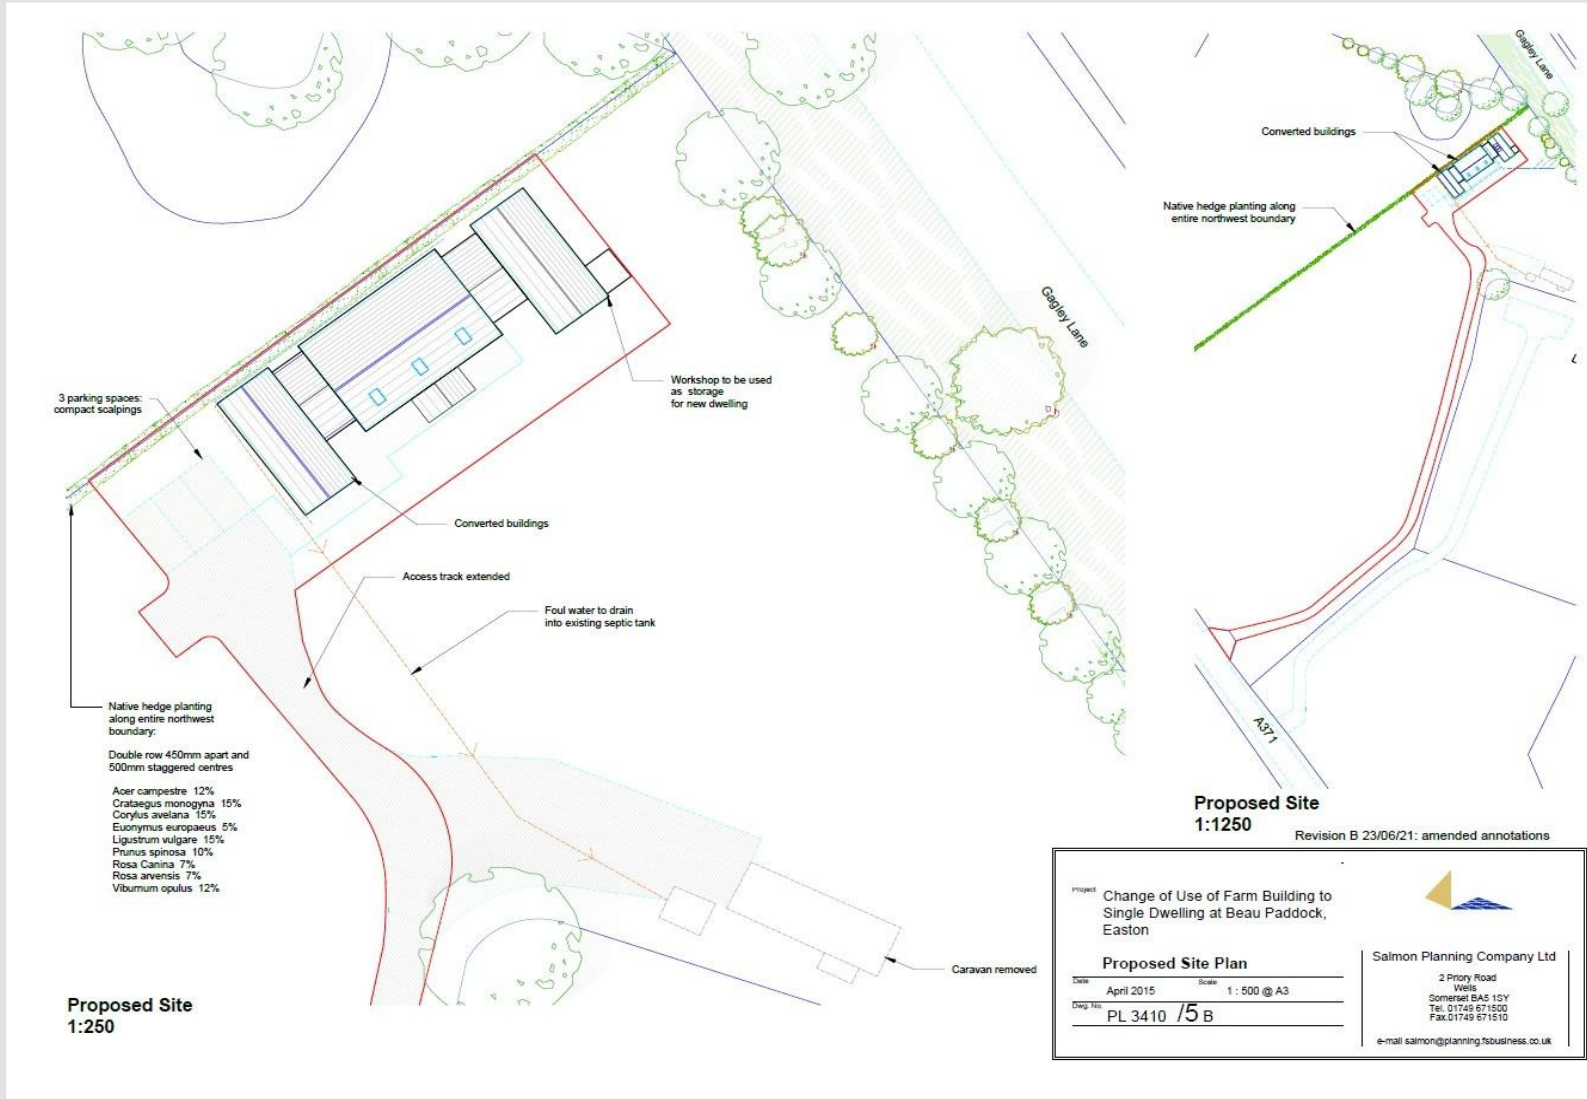 Gagley Lane
Converted buildings
Native hedge planting along
entire northwest boundary
Gagley Lane
3 parking spaces:
compact scalpings
Workshop to be used
as storage
for new dwelling
Converted buildings
Access track extended
Foul water to drain
into existing septic tank
Native hedge planting
along entire northwest
boundary:
Double row 450mm apart and
500mm staggered centres
Acer campestre 12%
Crataegus monogyna 15%
Corylus avelana 15%
Euonymus europaeus 5%
Ligustrum vulgare 15%
Prunus spinosa 10%
Rosa Canina 7%
Rosa arvensis 7%
Viburnum opulus 12%
Caravan removed
Proposed Site
1:250
A371
Proposed Site
1:1250
Revision B 23/06/21: amended annotations
Project
Change of Use of Farm Building to
Single Dwelling at Beau Paddock,
Easton
Proposed Site Plan
Date April 2015 Scale 1 : 500 @ A3
Dwg. No. PL 3410 /5 B
Salmon Planning Company Ltd
2 Priory Road
Wells
Somerset BA5 1SY
Tel. 01749 671500
Fax.01749 671510
e-mail salmon@planning.fsbusiness.co.uk